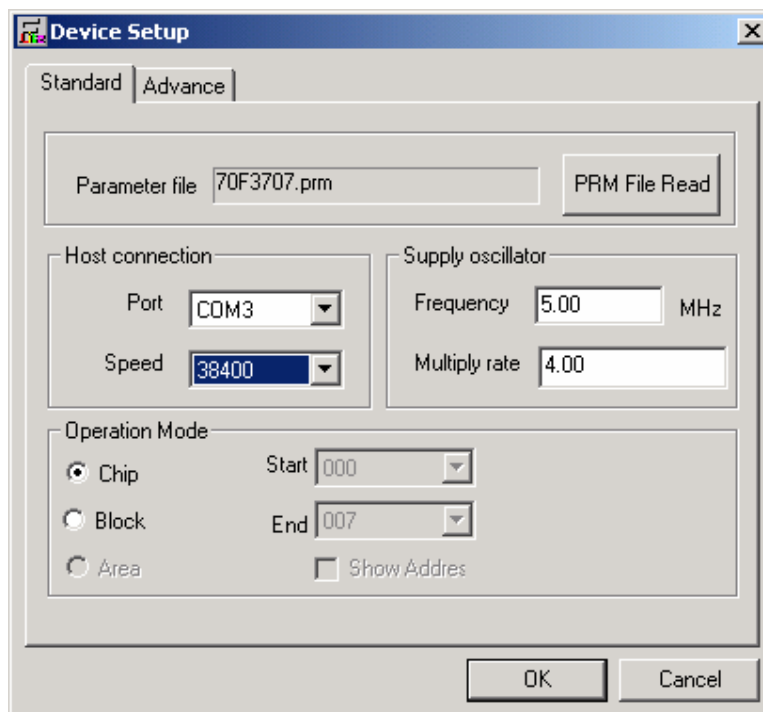 Device Setup
Standard Advance
Parameter file 70F3707.prm PRM File Read
Host connection
Port COM3
Speed 38400
Supply oscillator
Frequency 5.00 MHz
Multiply rate 4.00
Operation Mode
Chip Start 000
Block End 007
Area Show Addres
OK Cancel